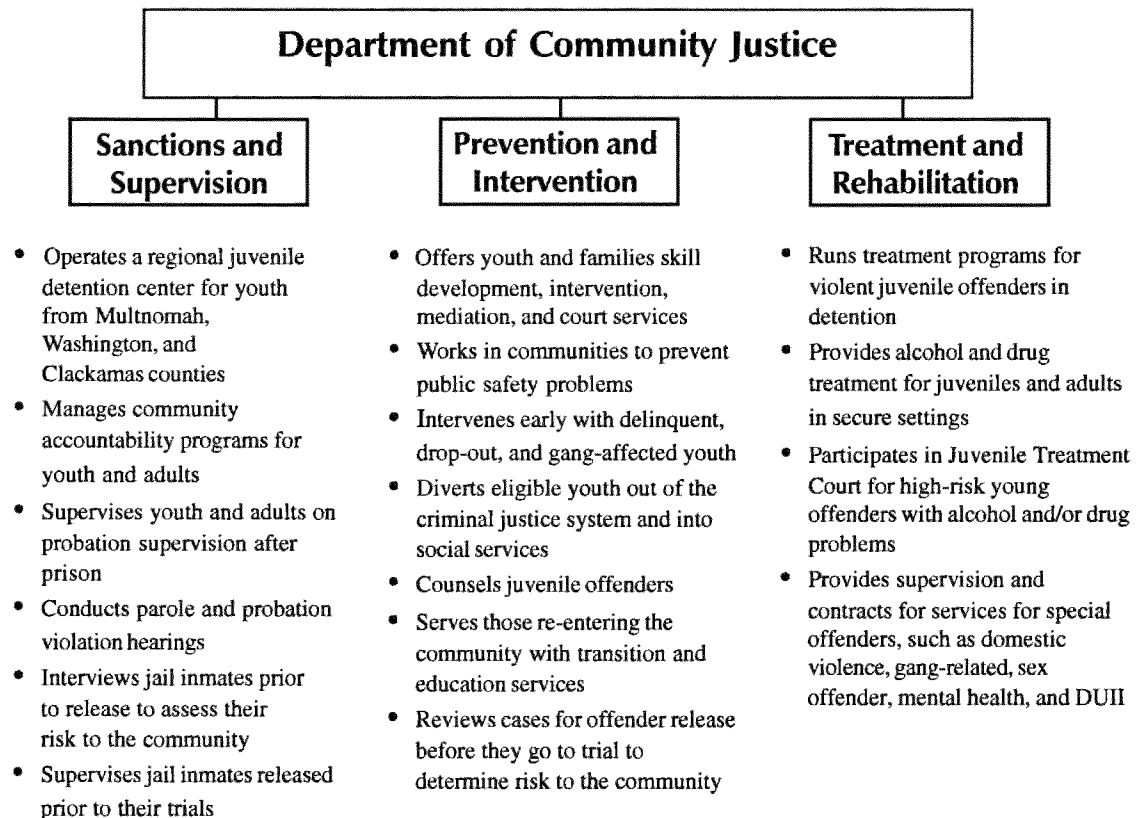 Department of Community Justice
Sanctions and
Supervision
• Operates a regional juvenile
detention center for youth
from Multnomah,
Washington, and
Clackamas counties
• Manages community
accountability programs for
youth and adults
• Supervises youth and adults on
probation supervision after
prison
• Conducts parole and probation
violation hearings
• Interviews jail inmates prior
to release to assess their
risk to the community
• Supervises jail inmates released
prior to their trials
Prevention and
Intervention
• Offers youth and families skill
development, intervention,
mediation, and court services
• Works in communities to prevent
public safety problems
• Intervenes early with delinquent,
drop-out, and gang-affected youth
• Diverts eligible youth out of the
criminal justice system and into
social services
• Counsels juvenile offenders
• Serves those re-entering the
community with transition and
education services
• Reviews cases for offender release
before they go to trial to
determine risk to the community
Treatment and
Rehabilitation
• Runs treatment programs for
violent juvenile offenders in
detention
• Provides alcohol and drug
treatment for juveniles and adults
in secure settings
• Participates in Juvenile Treatment
Court for high-risk young
offenders with alcohol and/or drug
problems
• Provides supervision and
contracts for services for special
offenders, such as domestic
violence, gang-related, sex
offender, mental health, and DUII